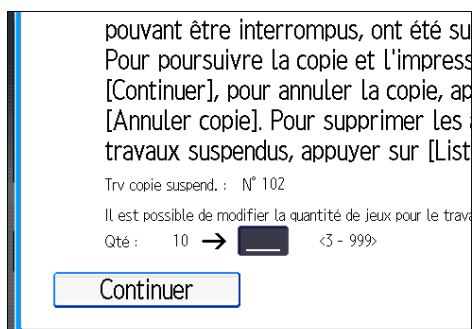 pouvant être interrompus, ont été su
Pour poursuivre la copie et l'impress
[Continuer], pour annuler la copie, ap
[Annuler copie]. Pour supprimer les
travaux suspendus, appuyer sur [List
Trv copie suspend. : N° 102
Il est possible de modifier la quantité de jeux pour le trava
Qté : 10 → __ <3 - 999>
Continuer